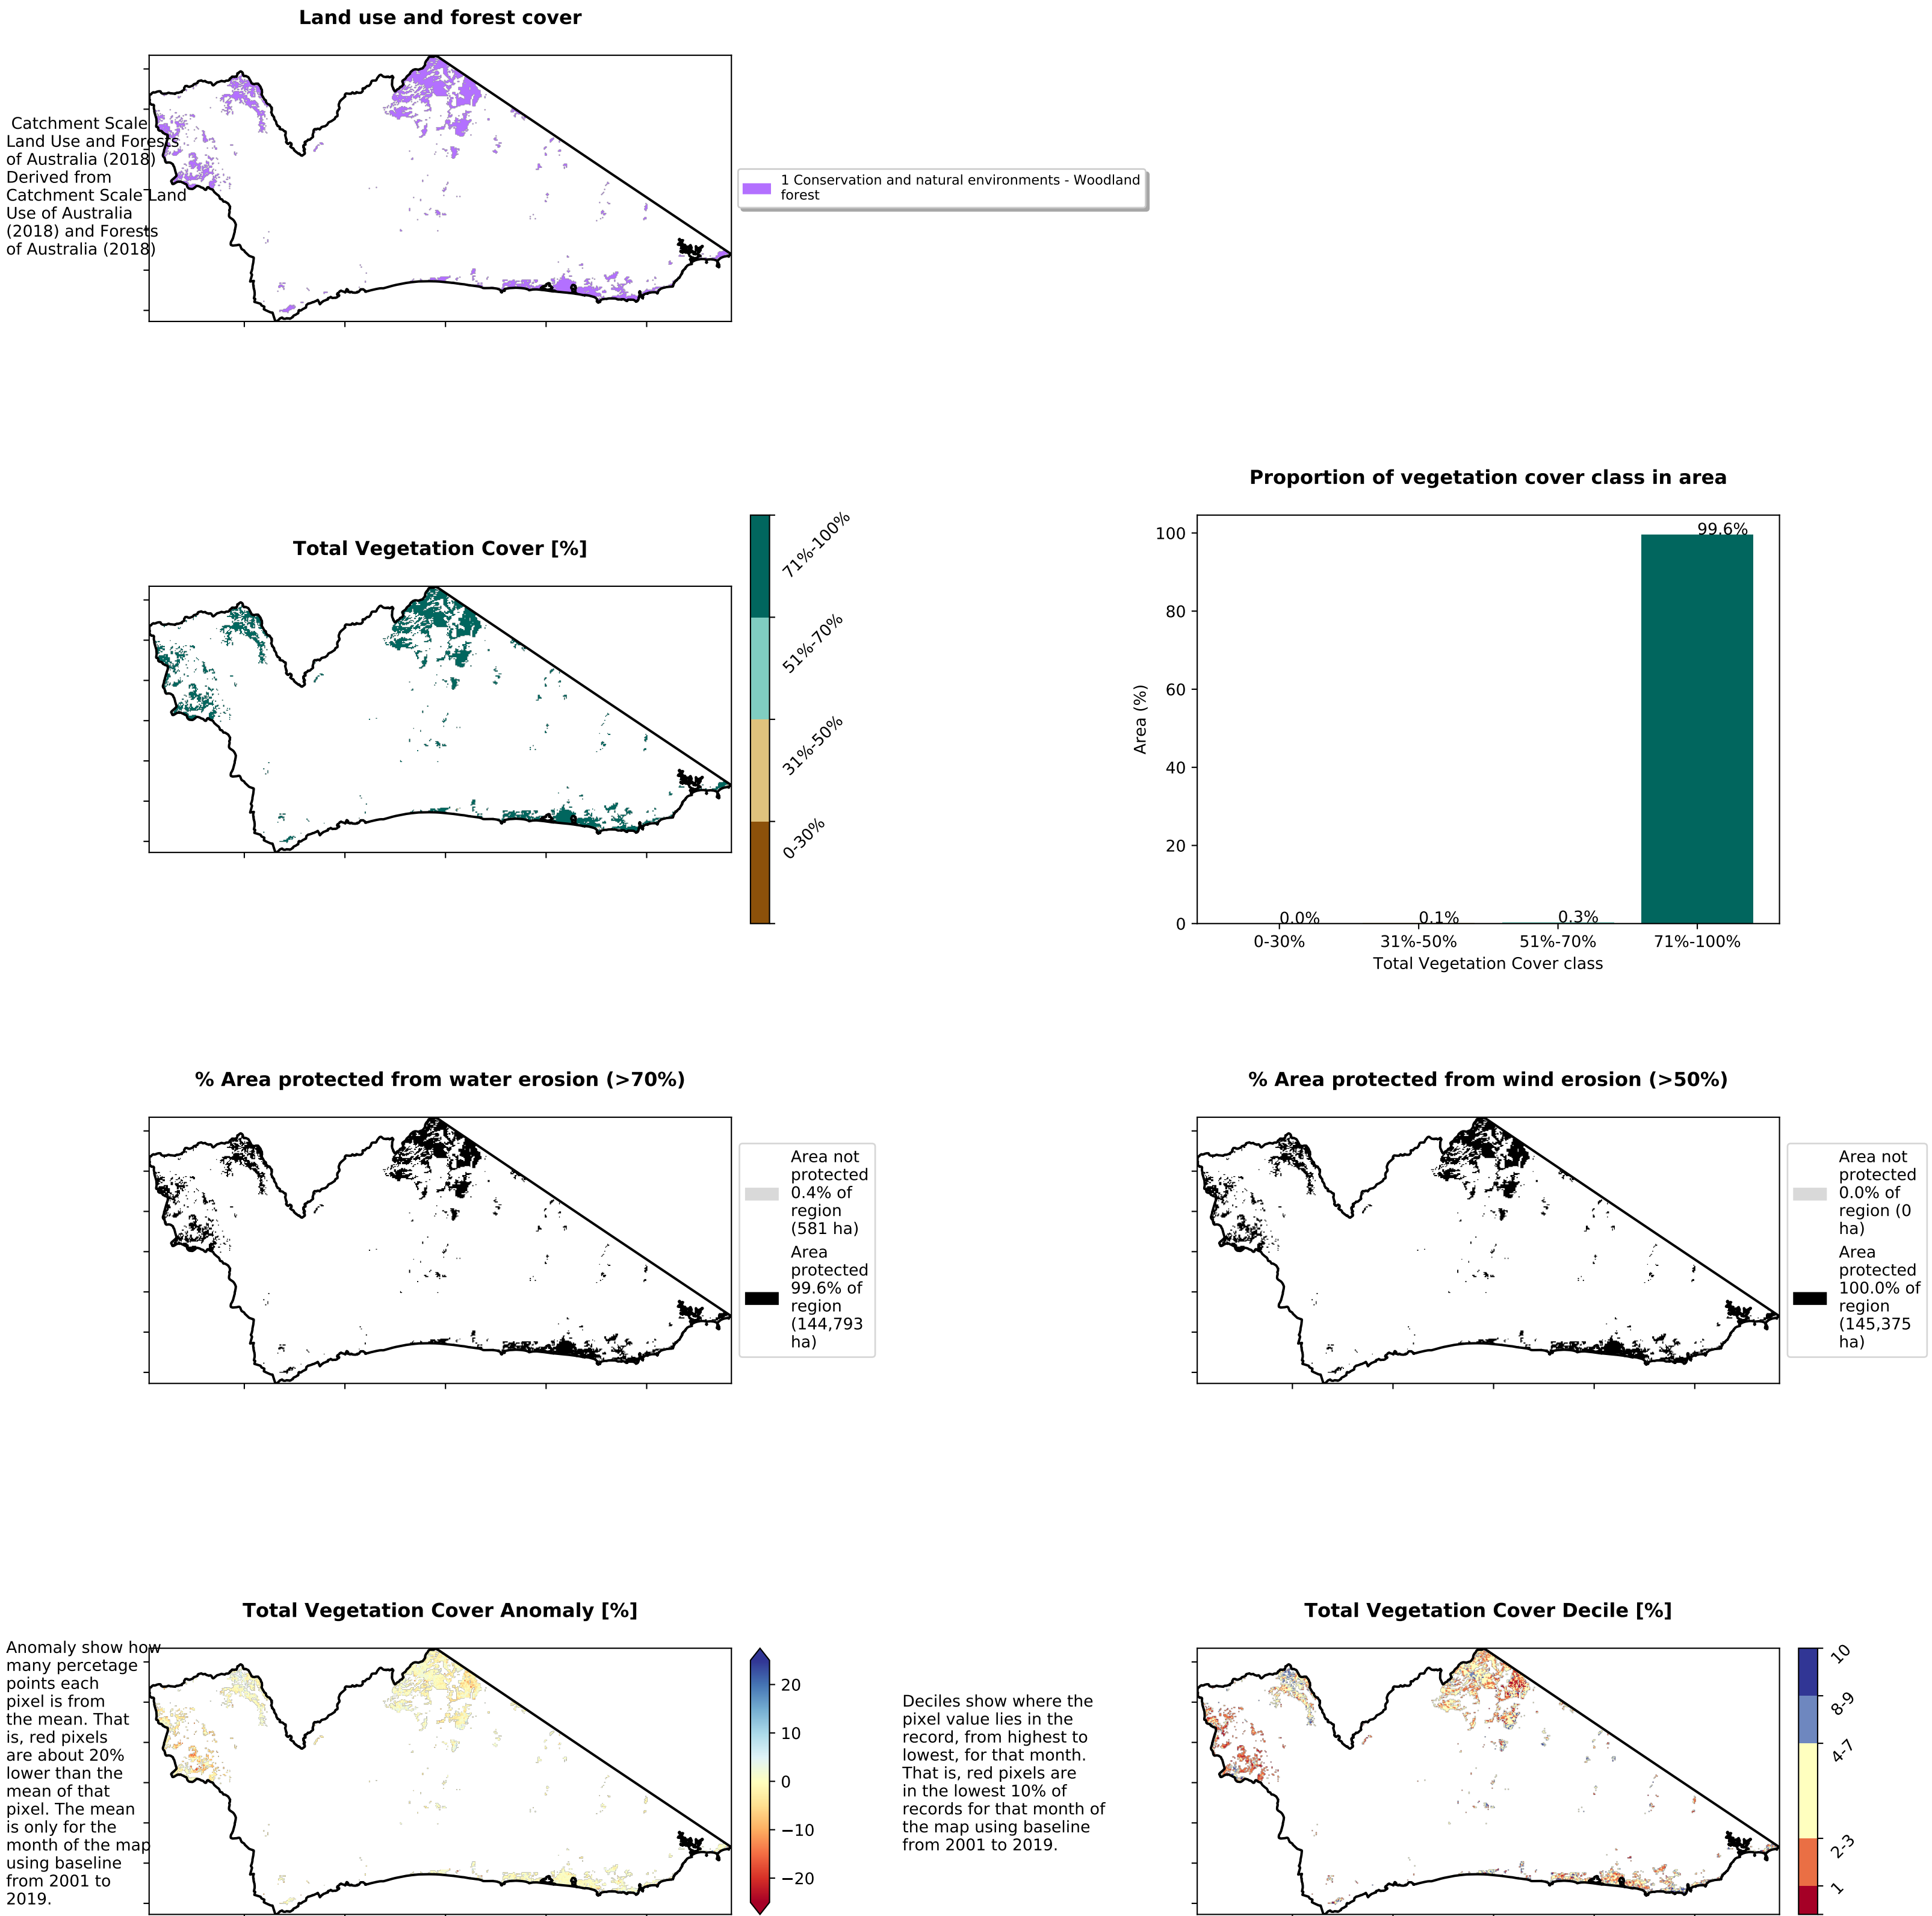 Land use and forest cover
Catchment Scale
Land Use and Forests
of Australia (2018)
Derived from
Catchment Scale Land
Use of Australia
(2018) and Forests
of Australia (2018)
1 Conservation and natural environments - Woodland
forest
Total Vegetation Cover [%]
71%-100%
51%-70%
31%-50%
0-30%
Proportion of vegetation cover class in area
100
80
60
40
20
0
Area (%)
0.0%
0.1%
0.3%
99.6%
0-30%
31%-50%
51%-70%
71%-100%
Total Vegetation Cover class
% Area protected from water erosion (>70%)
Area not
protected
0.4% of
region
(581 ha)
Area
protected
99.6% of
region
(144,793
ha)
% Area protected from wind erosion (>50%)
Area not
protected
0.0% of
region (0
ha)
Area
protected
100.0% of
region
(145,375
ha)
Total Vegetation Cover Anomaly [%]
Anomaly show how
many percetage
points each
pixel is from
the mean. That
is, red pixels
are about 20%
lower than the
mean of that
pixel. The mean
is only for the
month of the map
using baseline
from 2001 to
2019.
20
10
0
−10
−20
Total Vegetation Cover Decile [%]
Deciles show where the
pixel value lies in the
record, from highest to
lowest, for that month.
That is, red pixels are
in the lowest 10% of
records for that month of
the map using baseline
from 2001 to 2019.
10
8-9
4-7
2-3
1